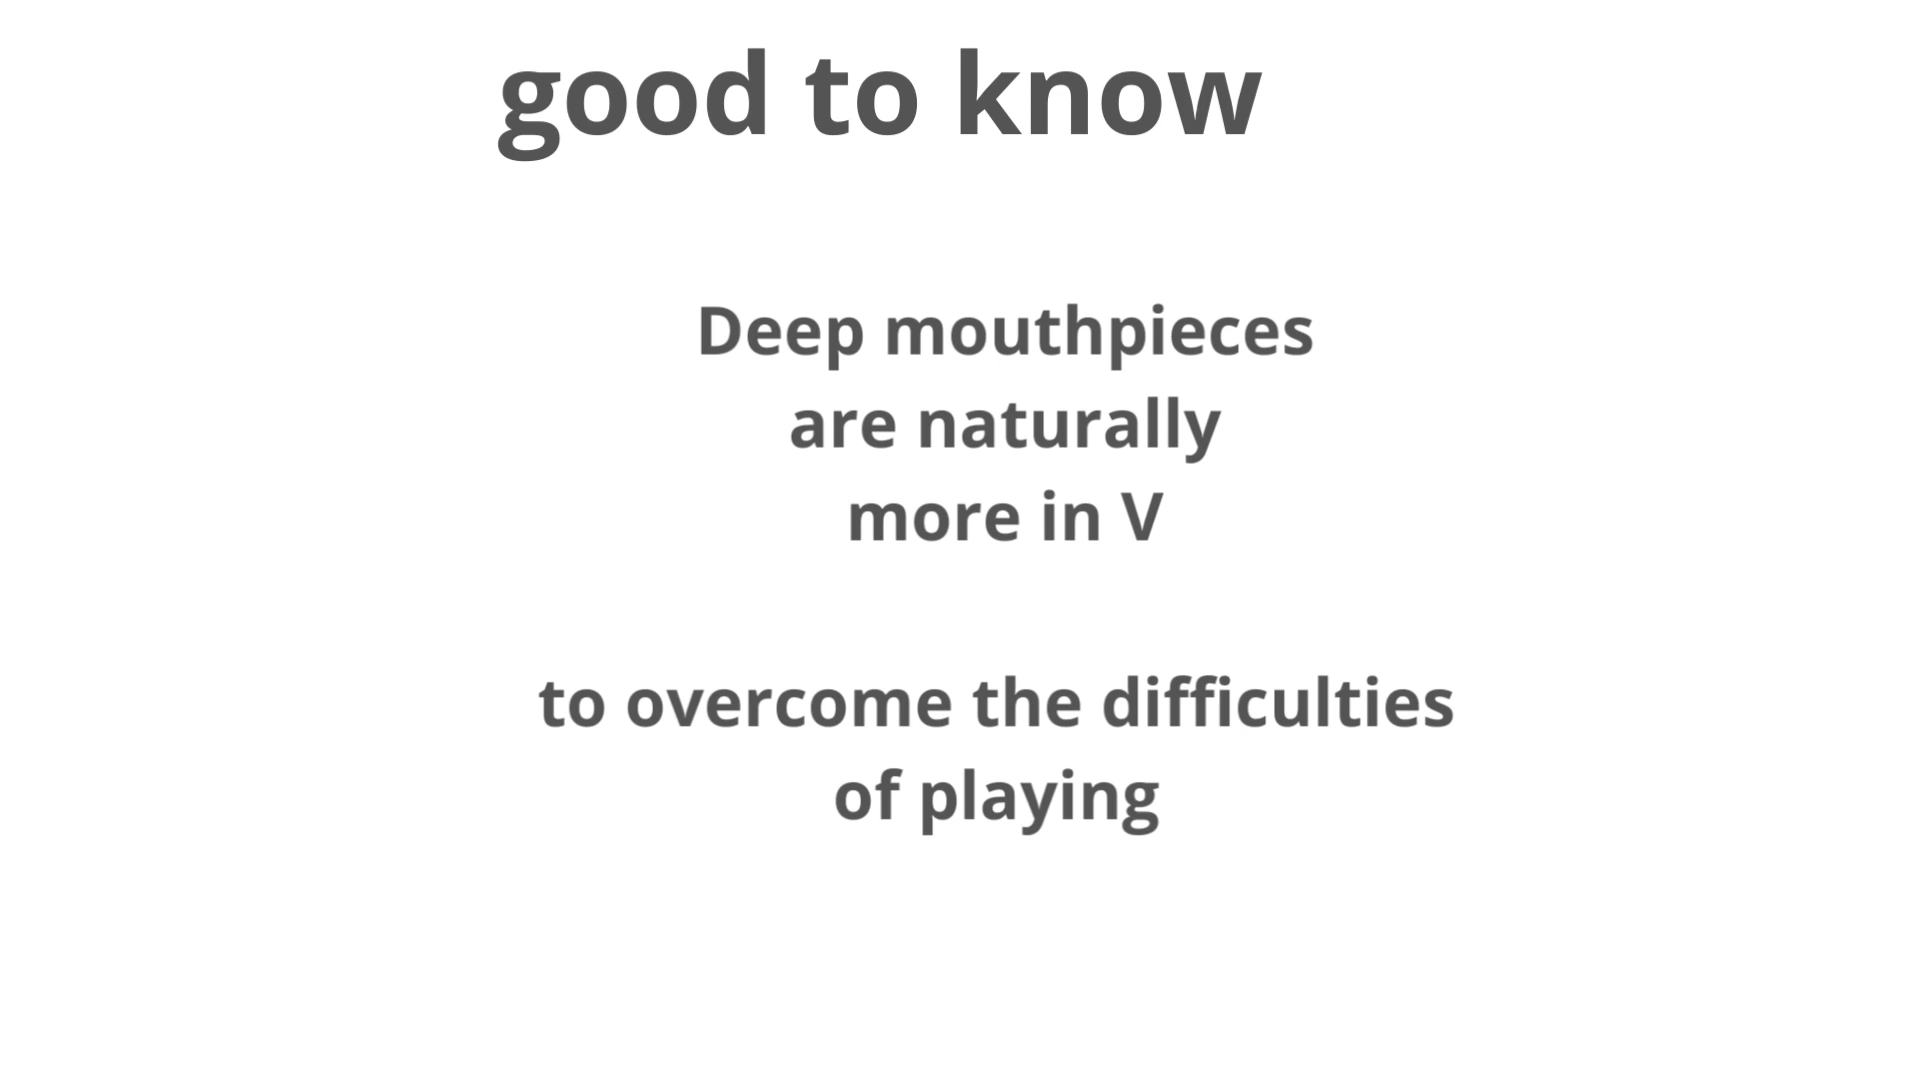 good to know
Deep mouthpieces
are naturally
more in V
to overcome the difficulties
of playing